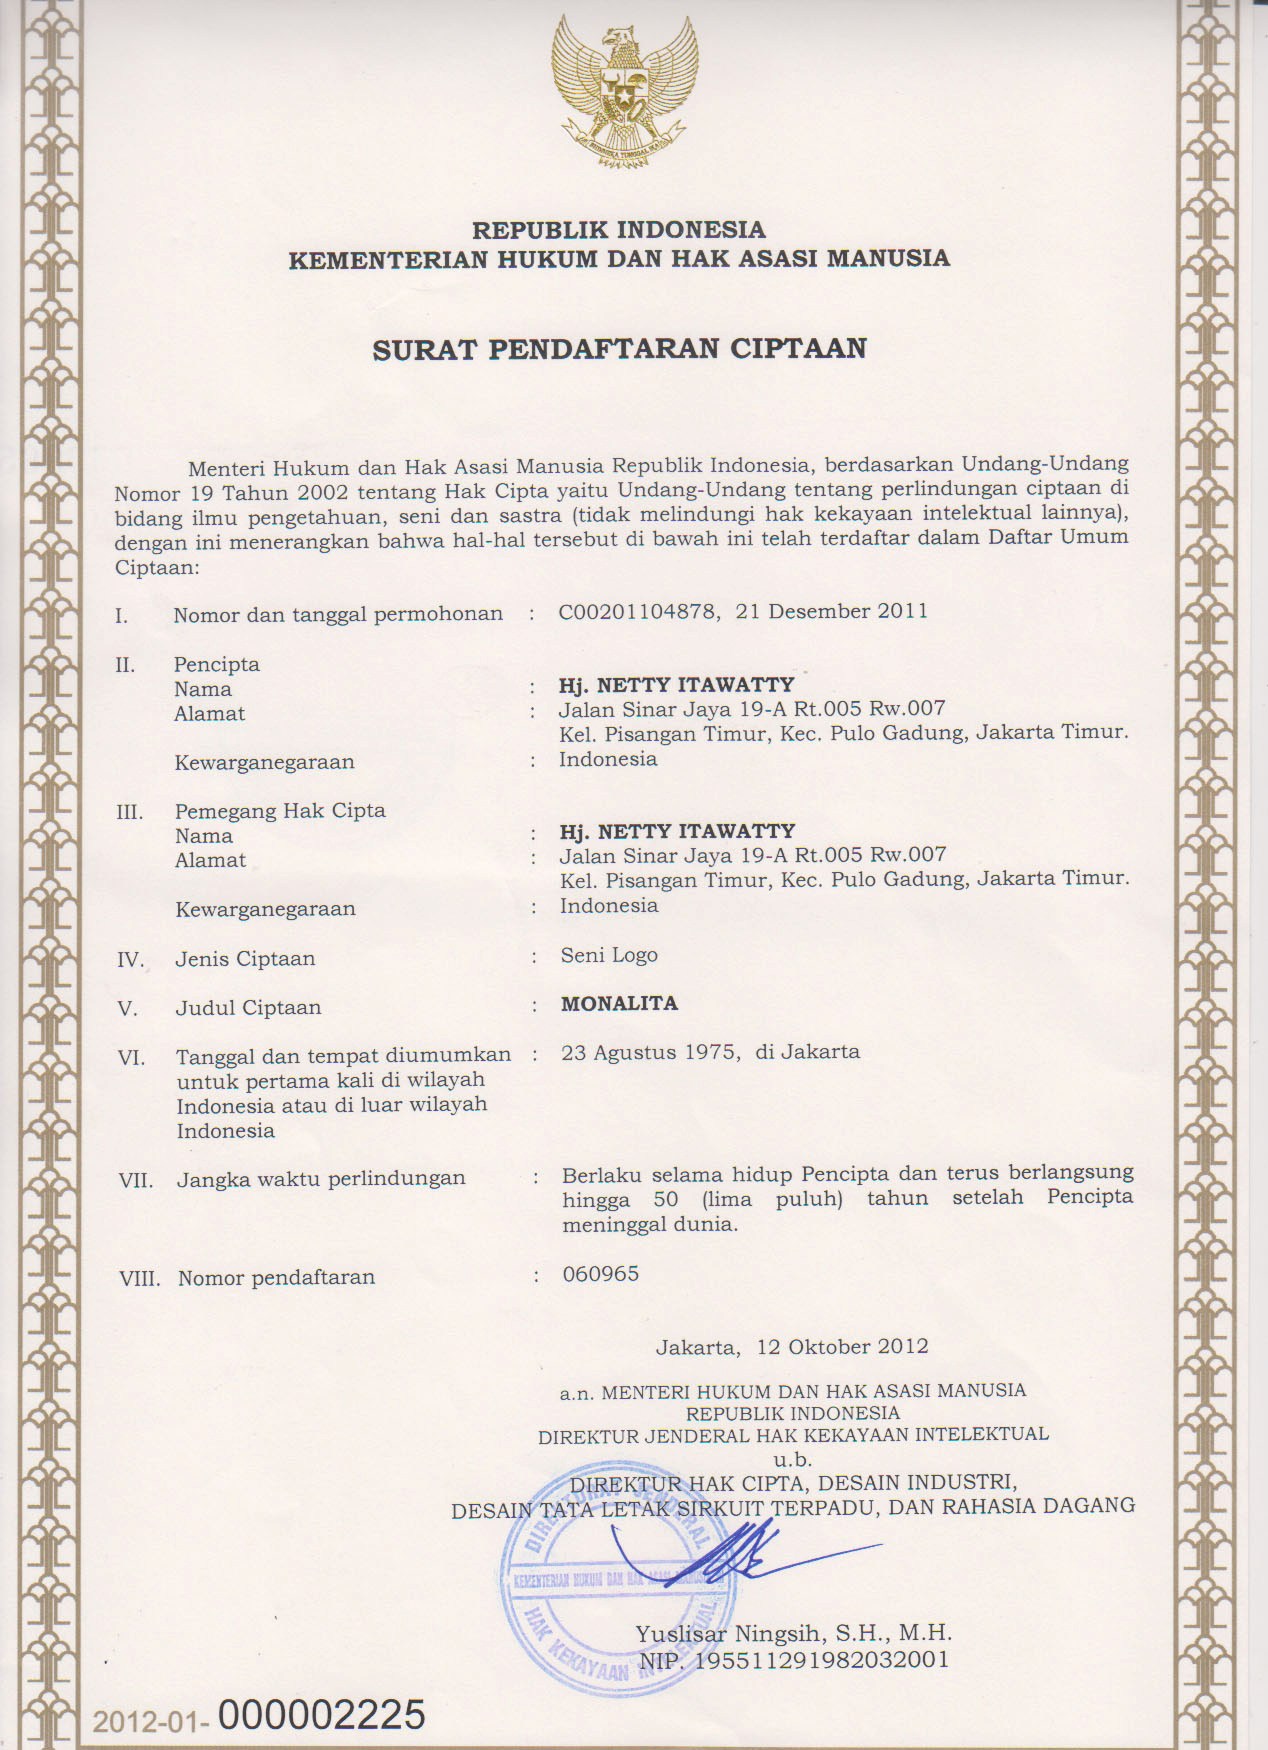 REPUBLIK INDONESIA
KEMENTERIAN HUKUM DAN HAK ASASI MANUSIA
SURAT PENDAFTARAN CIPTAAN
Menteri Hukum dan Hak Asasi Manusia Republik Indonesia, berdasarkan Undang-Undang
Nomor 19 Tahun 2002 tentang Hak Cipta yaitu Undang-Undang tentang perlindungan ciptaan di
bidang ilmu pengetahuan, seni dan sastra (tidak melindungi hak kekayaan intelektual lainnya),
dengan ini menerangkan bahwa hal-hal tersebut di bawah ini telah terdaftar dalam Daftar Umum
Ciptaan:
I. Nomor dan tanggal permohonan : C00201104878, 21 Desember 2011
II. Pencipta
Nama : Hj. NETTY ITAWATTY
Alamat : Jalan Sinar Jaya 19-A Rt.005 Rw.007
Kel. Pisangan Timur, Kec. Pulo Gadung, Jakarta Timur.
Kewarganegaraan : Indonesia
III. Pemegang Hak Cipta
Nama : Hj. NETTY ITAWATTY
Alamat : Jalan Sinar Jaya 19-A Rt.005 Rw.007
Kel. Pisangan Timur, Kec. Pulo Gadung, Jakarta Timur.
Kewarganegaraan : Indonesia
IV. Jenis Ciptaan : Seni Logo
V. Judul Ciptaan : MONALITA
VI. Tanggal dan tempat diumumkan : 23 Agustus 1975, di Jakarta
untuk pertama kali di wilayah
Indonesia atau di luar wilayah
Indonesia
VII. Jangka waktu perlindungan : Berlaku selama hidup Pencipta dan terus berlangsung
hingga 50 (lima puluh) tahun setelah Pencipta
meninggal dunia.
VIII. Nomor pendaftaran : 060965
Jakarta, 12 Oktober 2012
a.n. MENTERI HUKUM DAN HAK ASASI MANUSIA
REPUBLIK INDONESIA
DIREKTUR JENDERAL HAK KEKAYAAN INTELEKTUAL
u.b.
DIREKTUR HAK CIPTA, DESAIN INDUSTRI,
DESAIN TATA LETAK SIRKUIT TERPADU, DAN RAHASIA DAGANG
DIREKTORAT JENDERAL
KEMENTERIAN HUKUM DAN HAK ASASI MANUSIA
HAK KEKAYAAN INTELEKTUAL
Yuslisar Ningsih, S.H., M.H.
NIP. 195511291982032001
2012-01- 000002225